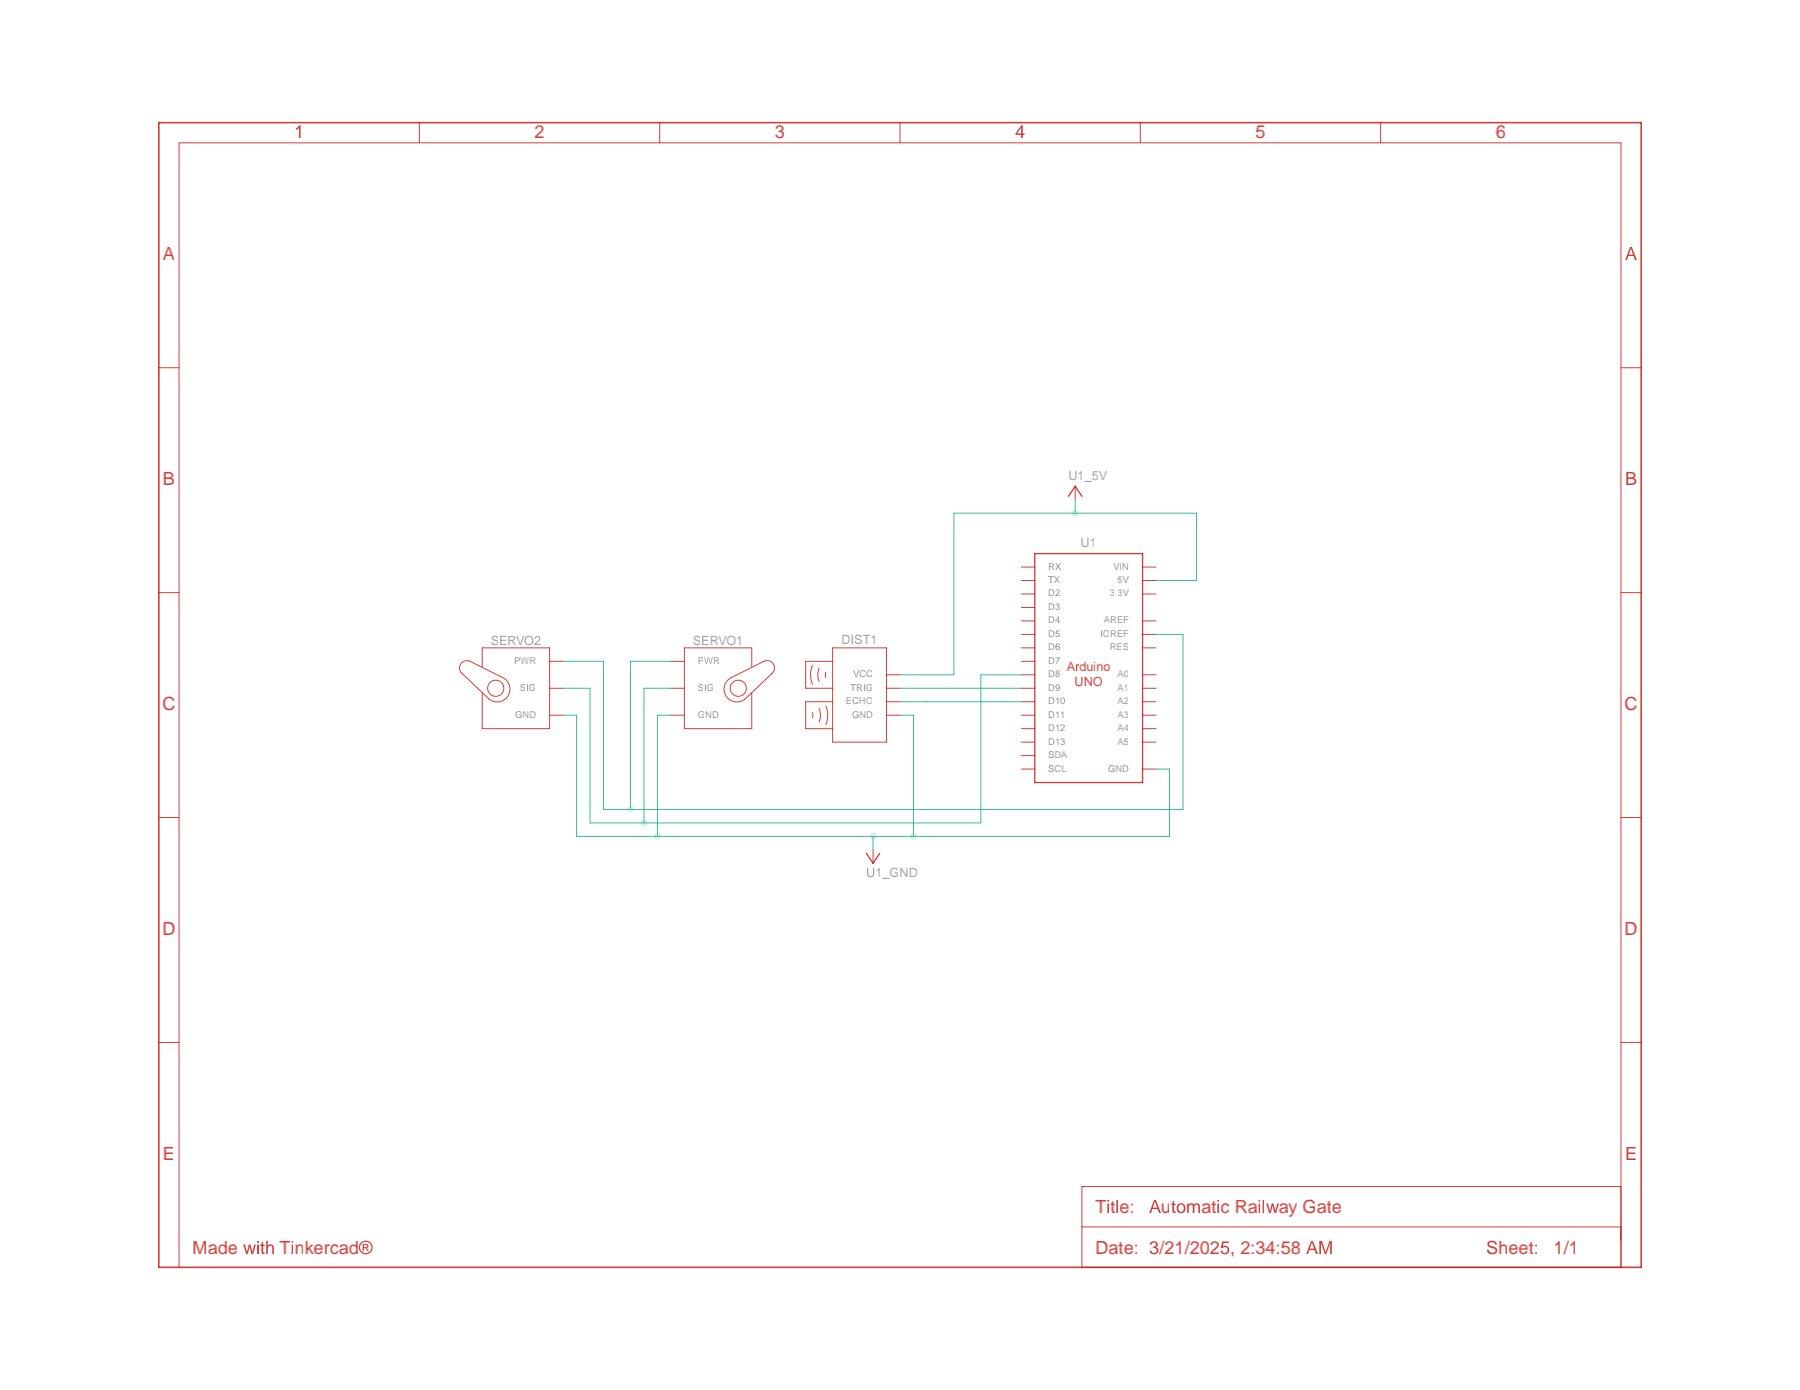 1 2 3 4 5 6
A A
B B
U1_5V
U1
RX VIN
TX 5V
D2 3.3V
D3
D4 AREF
D5 IOREF
D6 RES
D7
Arduino
UNO
D8 A0
D9 A1
D10 A2
D11 A3
D12 A4
D13 A5
SDA
SCL GND
SERVO2
PWR
SIG
GND
SERVO1
PWR
SIG
GND
DIST1
VCC
TRIG
ECHO
GND
C C
U1_GND
D D
E E
Title: Automatic Railway Gate
Made with Tinkercad®
Date: 3/21/2025, 2:34:58 AM Sheet: 1/1